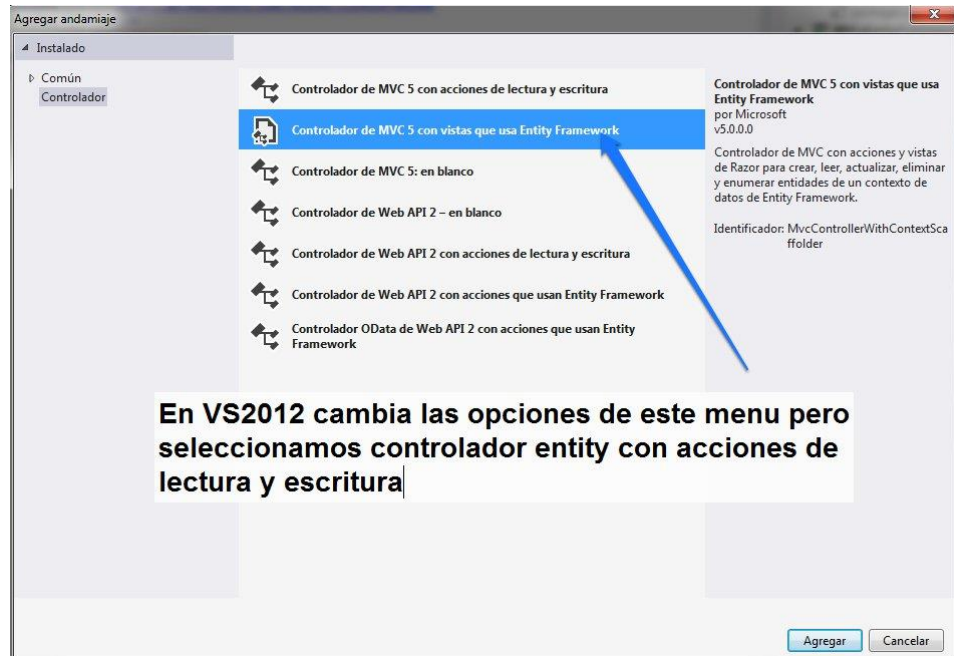 Agregar andamiaje
x
Instalado
Común
Controlador
Controlador de MVC 5 con acciones de lectura y escritura
Controlador de MVC 5 con vistas que usa Entity Framework
Controlador de MVC 5: en blanco
Controlador de Web API 2 – en blanco
Controlador de Web API 2 con acciones de lectura y escritura
Controlador de Web API 2 con acciones que usan Entity Framework
Controlador OData de Web API 2 con acciones que usan Entity
Framework
Controlador de MVC 5 con vistas que usa
Entity Framework
por Microsoft
v5.0.0.0
Controlador de MVC con acciones y vistas
de Razor para crear, leer, actualizar, eliminar
y enumerar entidades de un contexto de
datos de Entity Framework.
Identificador: MvcControllerWithContextSca
ffolder
En VS2012 cambia las opciones de este menu pero
seleccionamos controlador entity con acciones de
lectura y escritura
Agregar
Cancelar